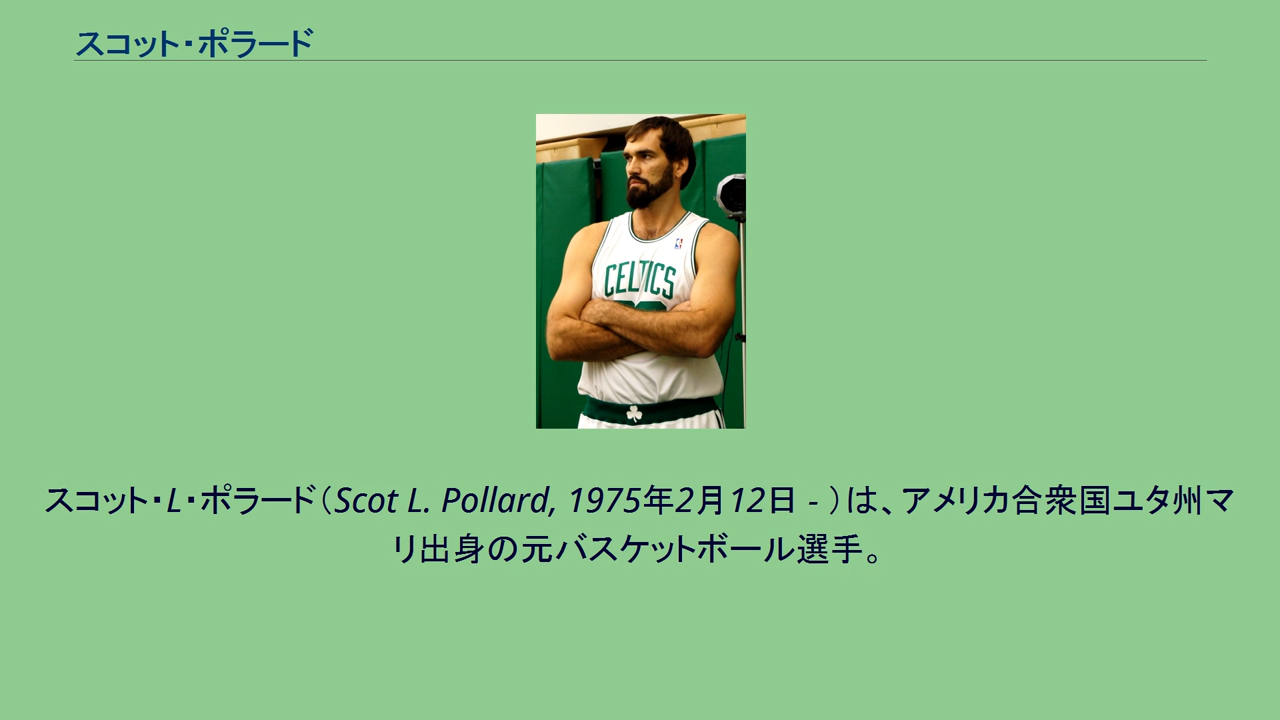 スコット・ポラード
CELTICS
スコット・L・ポラード（Scot L. Pollard, 1975年2月12日 - ）は、アメリカ合衆国ユタ州マ
リ出身の元バスケットボール選手。